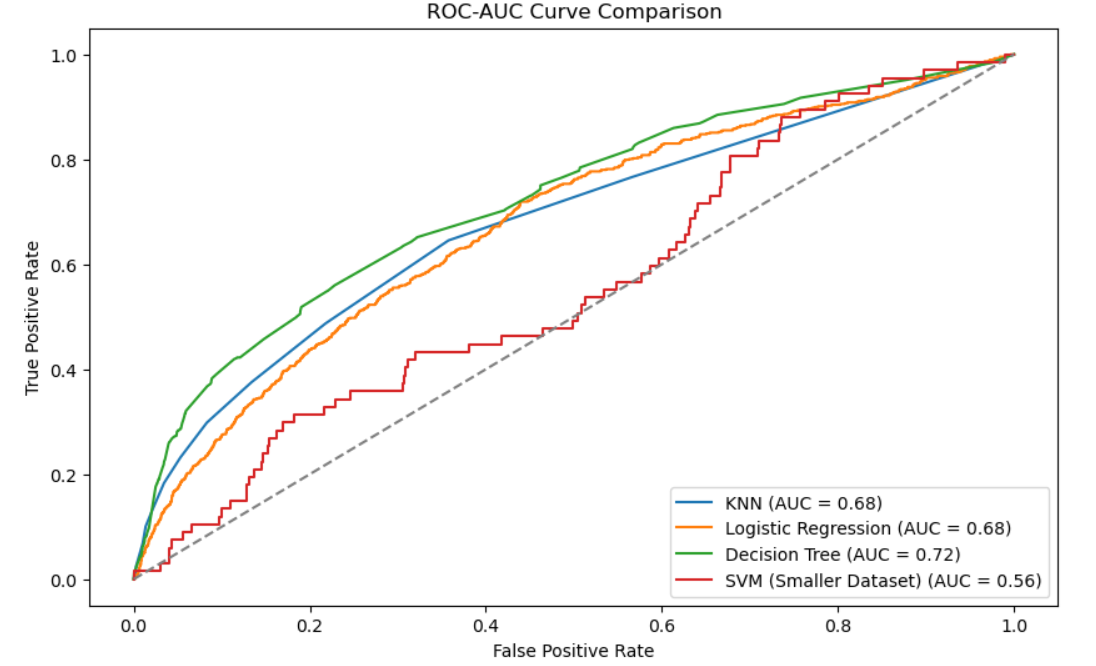 ROC-AUC Curve Comparison
1.0
0.8
0.6
0.4
0.2
0.0
True Positive Rate
KNN (AUC = 0.68)
Logistic Regression (AUC = 0.68)
Decision Tree (AUC = 0.72)
SVM (Smaller Dataset) (AUC = 0.56)
0.0 0.2 0.4 0.6 0.8 1.0
False Positive Rate